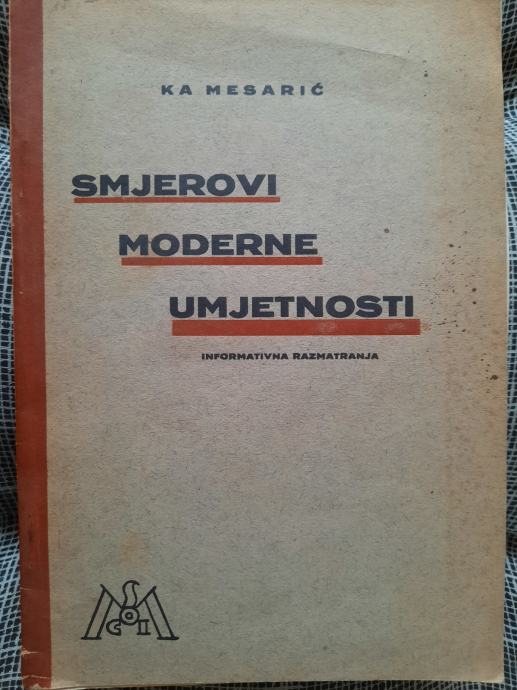 KA MESARIĆ
SMJEROVI
MODERNE
UMJETNOSTI
INFORMATIVNA RAZMATRANJA